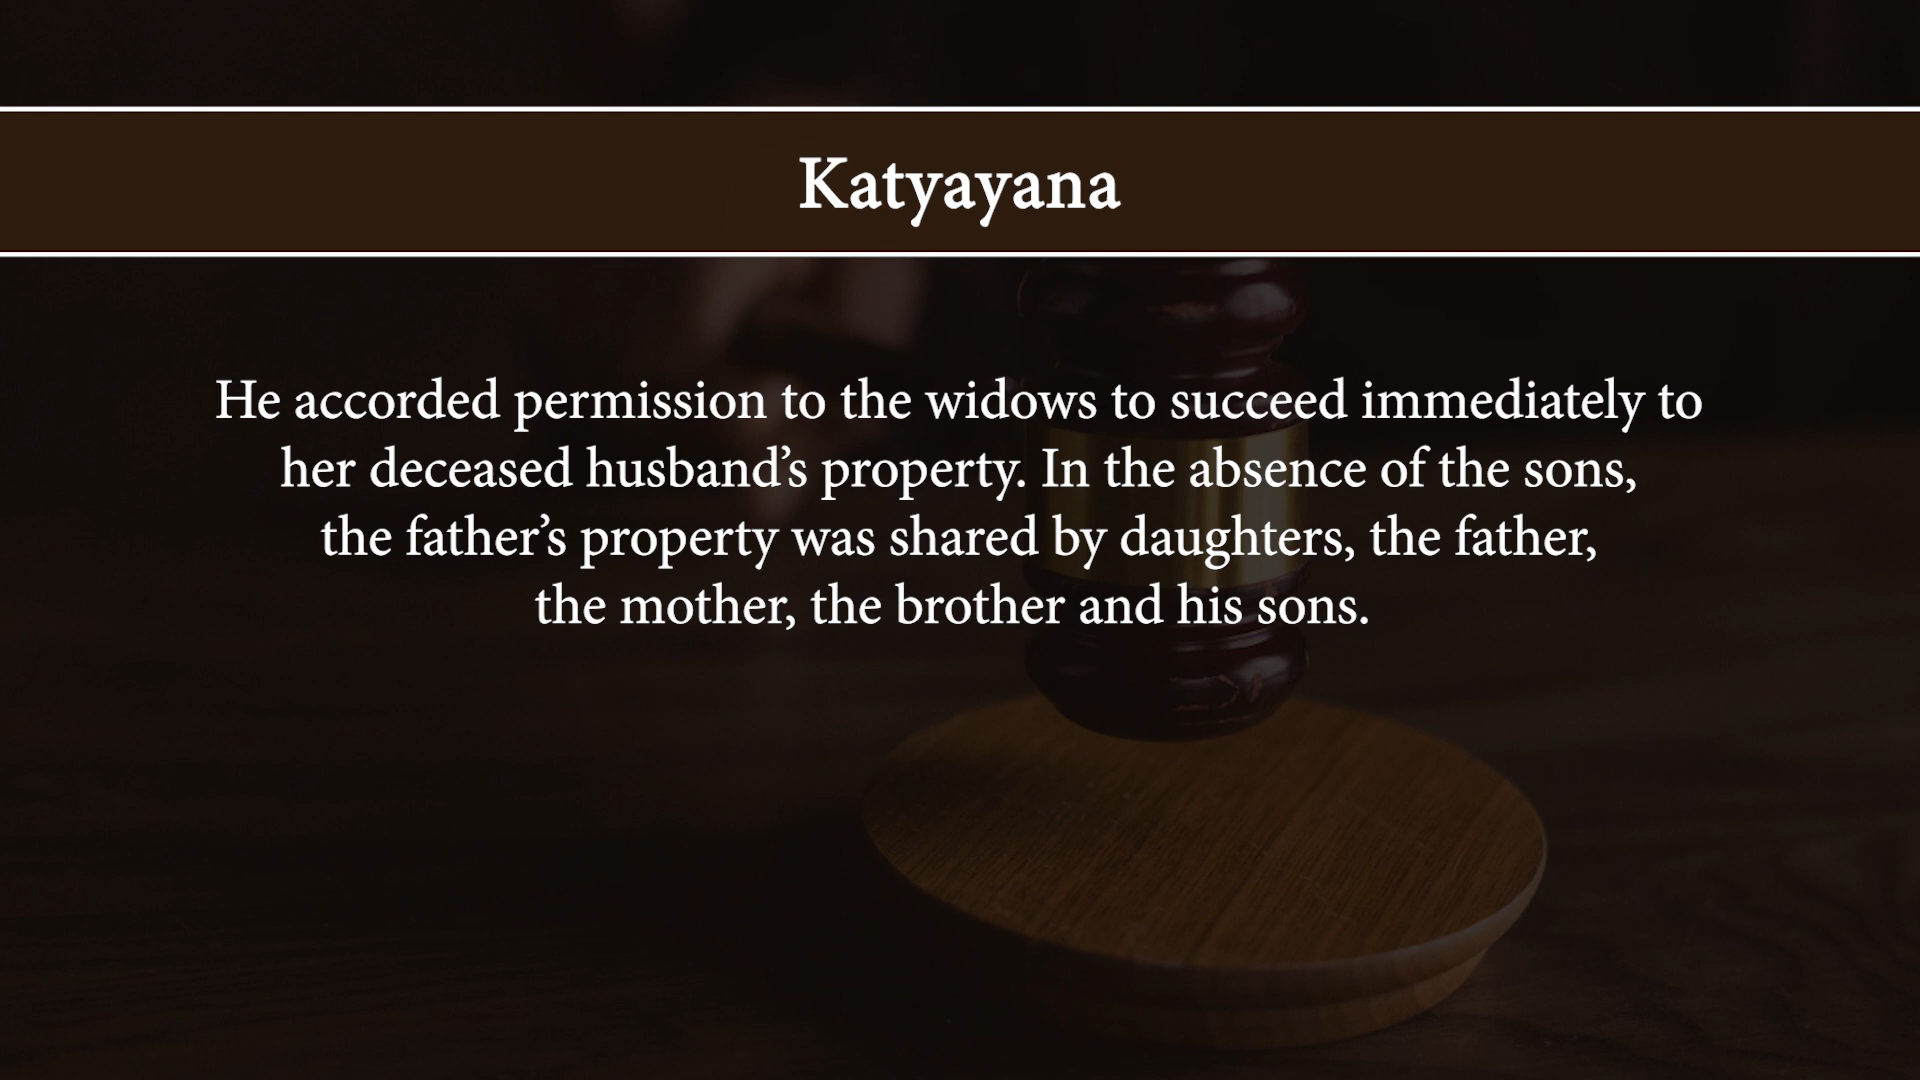 Katyayana
He accorded permission to the widows to succeed immediately to
her deceased husband’s property. In the absence of the sons,
the father’s property was shared by daughters, the father,
the mother, the brother and his sons.